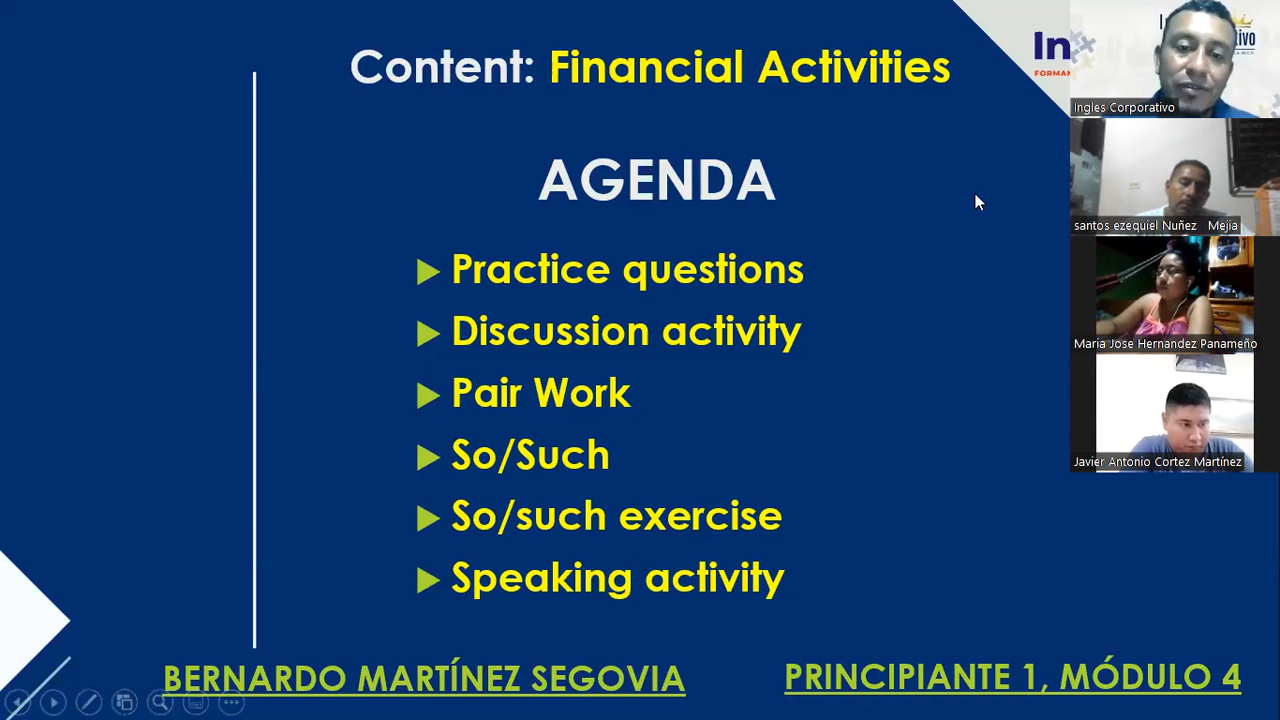 Content: Financial Activities
AGENDA
Practice questions
Discussion activity
Pair Work
So/Such
So/such exercise
Speaking activity
BERNARDO MARTÍNEZ SEGOVIA
PRINCIPIANTE 1, MÓDULO 4
In
FORMAN
Ingles Corporativo
santos ezequiel Nuñez Mejia
Maria Jose Hernandez Panameño
Javier Antonio Cortez Martínez